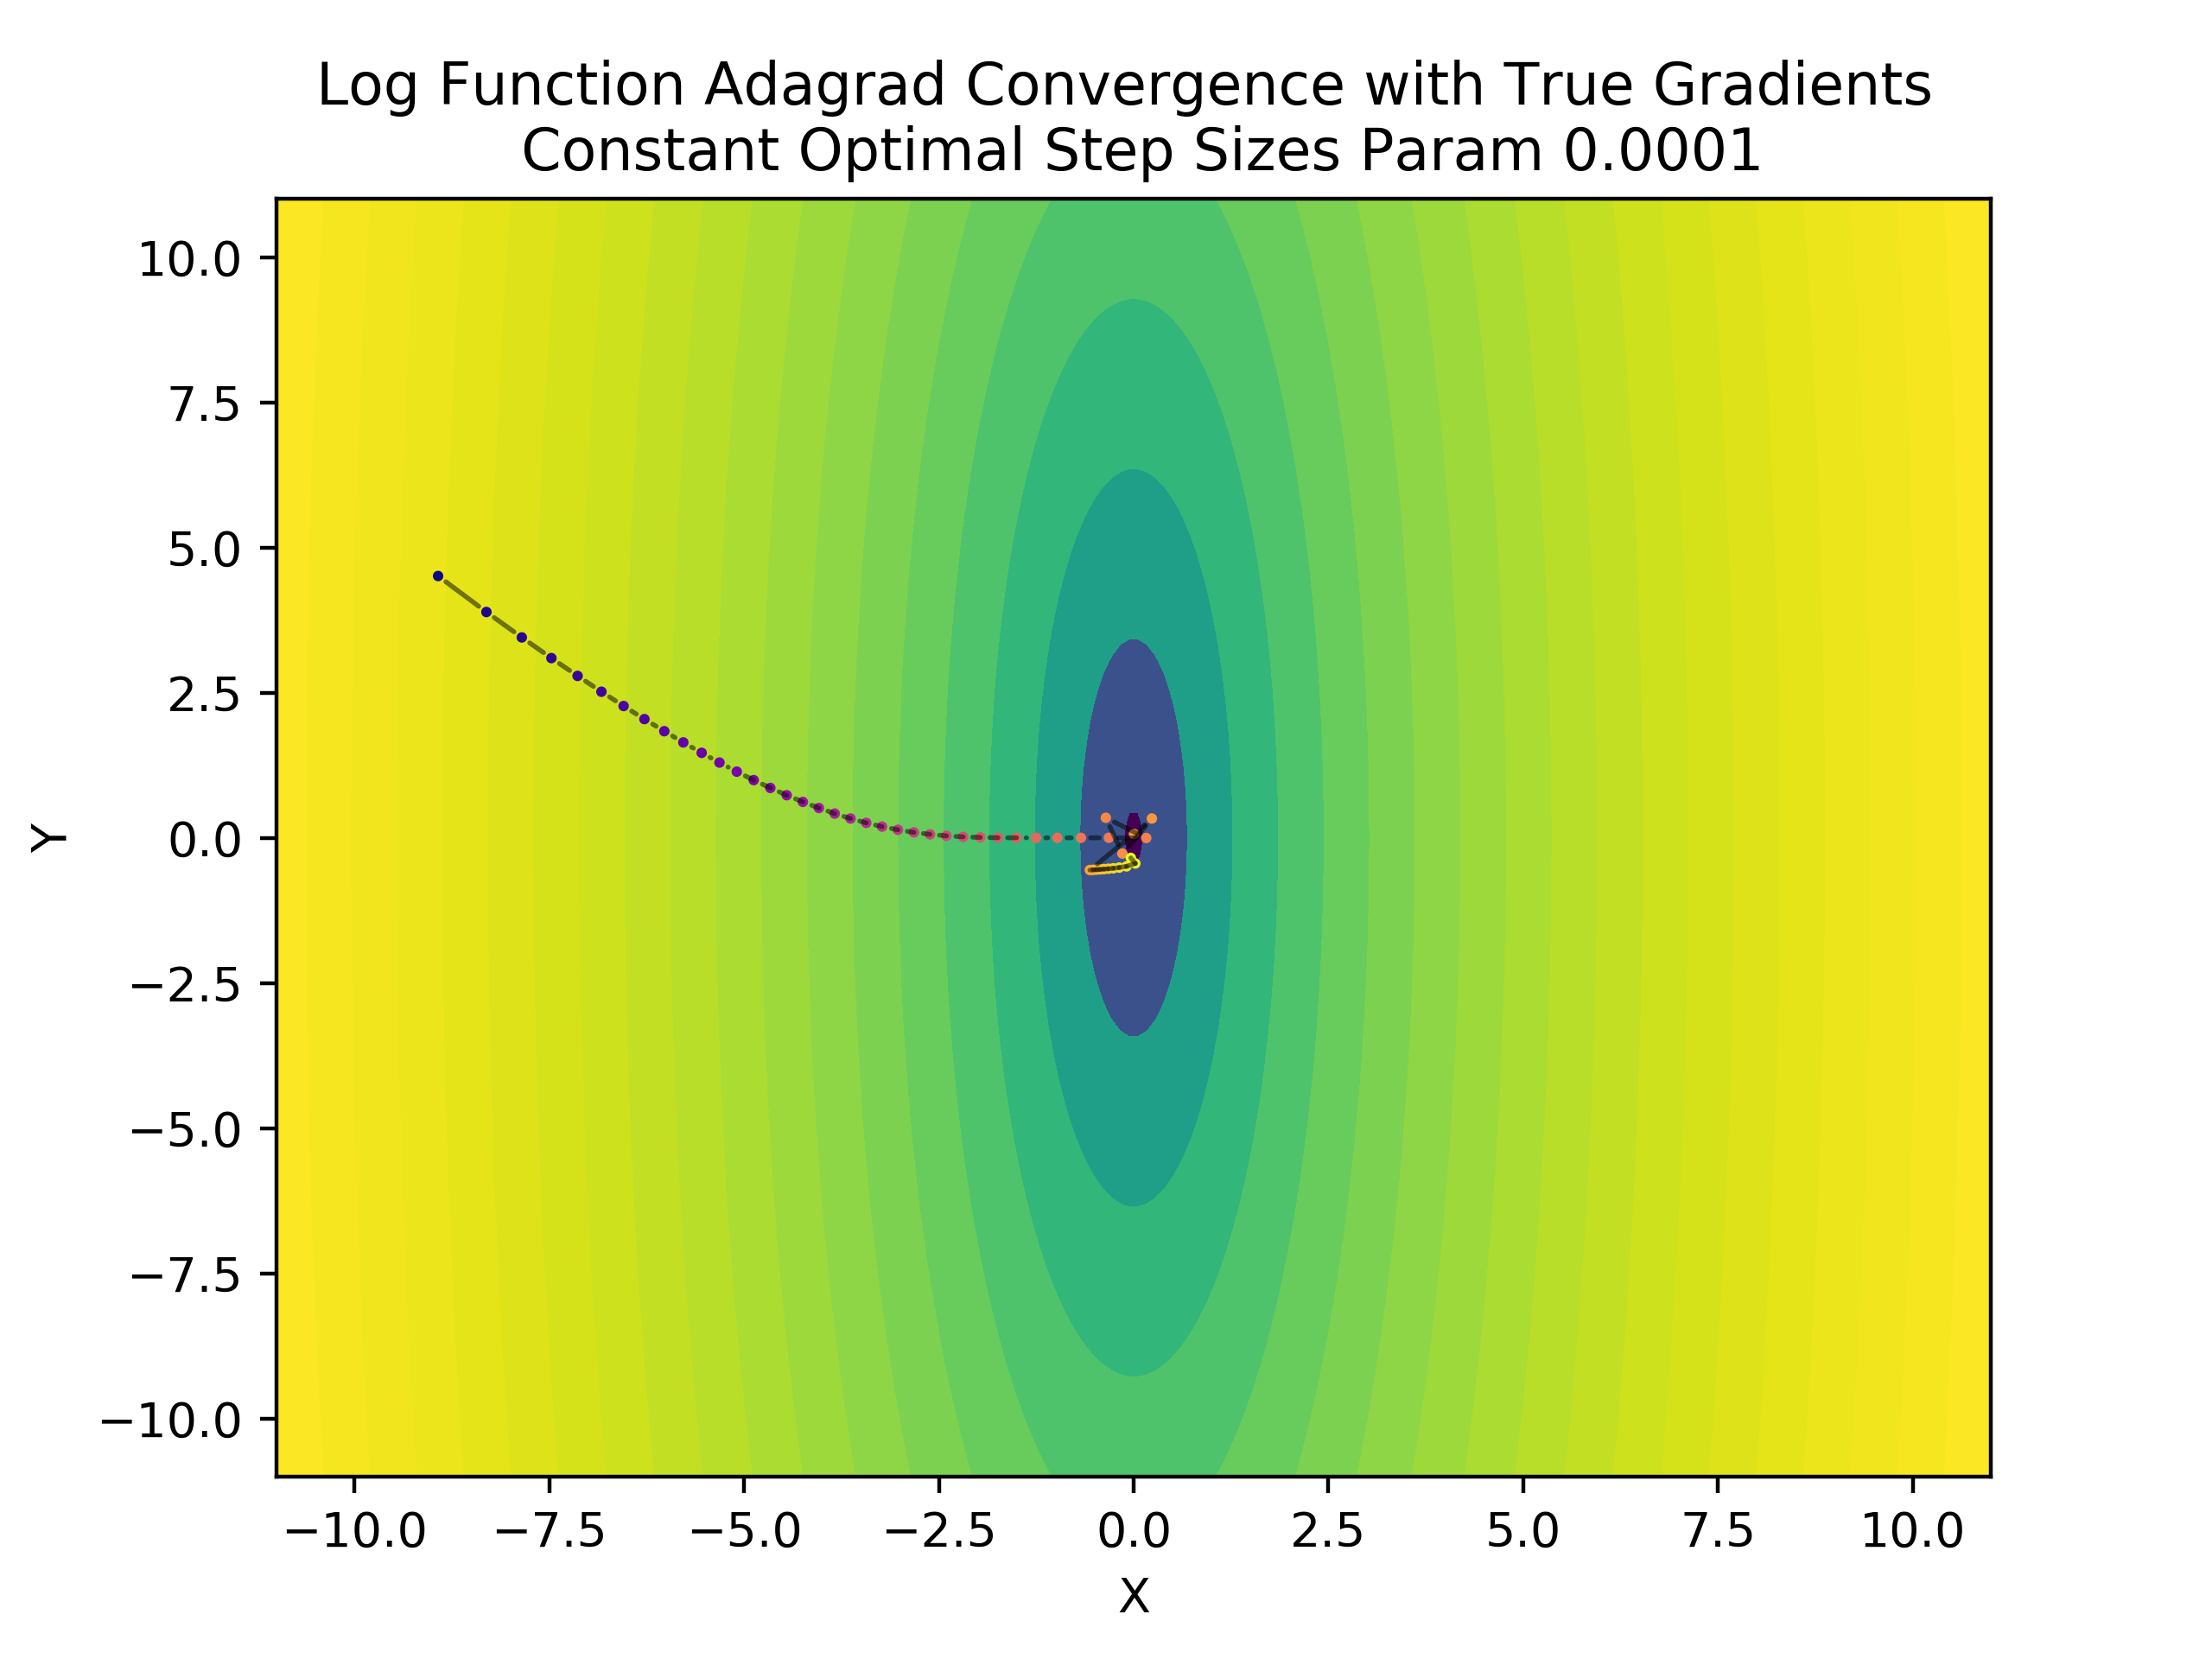 Log Function Adagrad Convergence with True Gradients
Constant Optimal Step Sizes Param 0.0001
10.0
7.5
5.0
2.5
0.0
−2.5
−5.0
−7.5
−10.0
Y
−10.0 −7.5 −5.0 −2.5 0.0 2.5 5.0 7.5 10.0
X